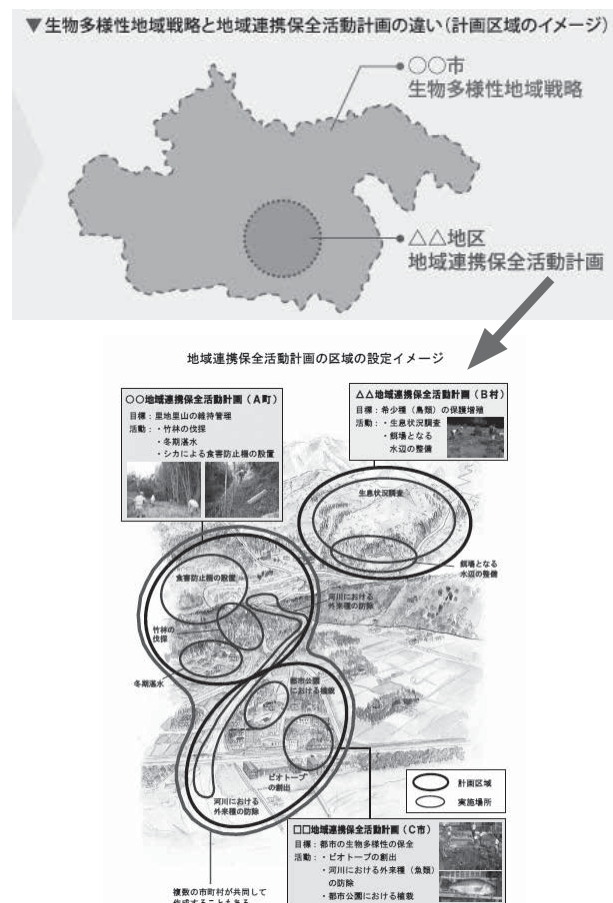 ▼生物多様性地域戦略と地域連携保全活動計画の違い(計画区域のイメージ)
○○市
生物多様性地域戦略
△△地区
地域連携保全活動計画
地域連携保全活動計画の区域の設定イメージ
○○地域連携保全活動計画(A町)
目標:里地里山の維持管理
活動:・竹林の伐採
・冬期湛水
・シカによる食害防止柵の設置
△△地域連携保全活動計画(B村)
目標:希少種(鳥類)の保護増殖
活動:・生息状況調査
・餌場となる
水辺の整備
生息状況調査
餌場となる
水辺の整備
食害防止柵の設置
河川における
外来種の防除
竹林の
伐採
冬期湛水
都市公園
における植栽
ビオトープ
の創出
河川における
外来種の防除
計画区域
実施場所
□□地域連携保全活動計画(C市)
目標:都市の生物多様性の保全
活動:・ビオトープの創出
・河川における外来種(魚類)
の防除
・都市公園における植栽
複数の市町村が共同して
作成することもある